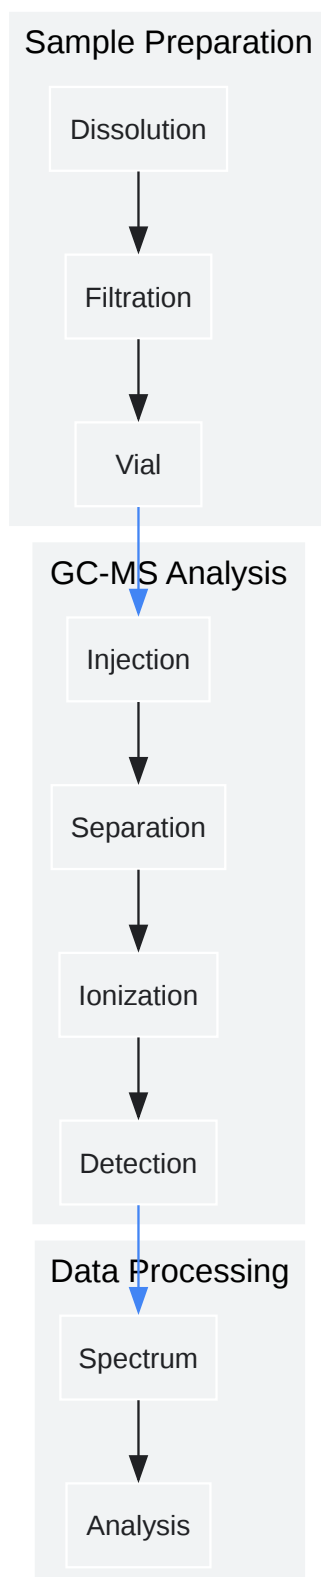 Sample Preparation
Dissolution
Filtration
Vial
GC-MS Analysis
Injection
Separation
Ionization
Detection
Data Processing
Spectrum
Analysis